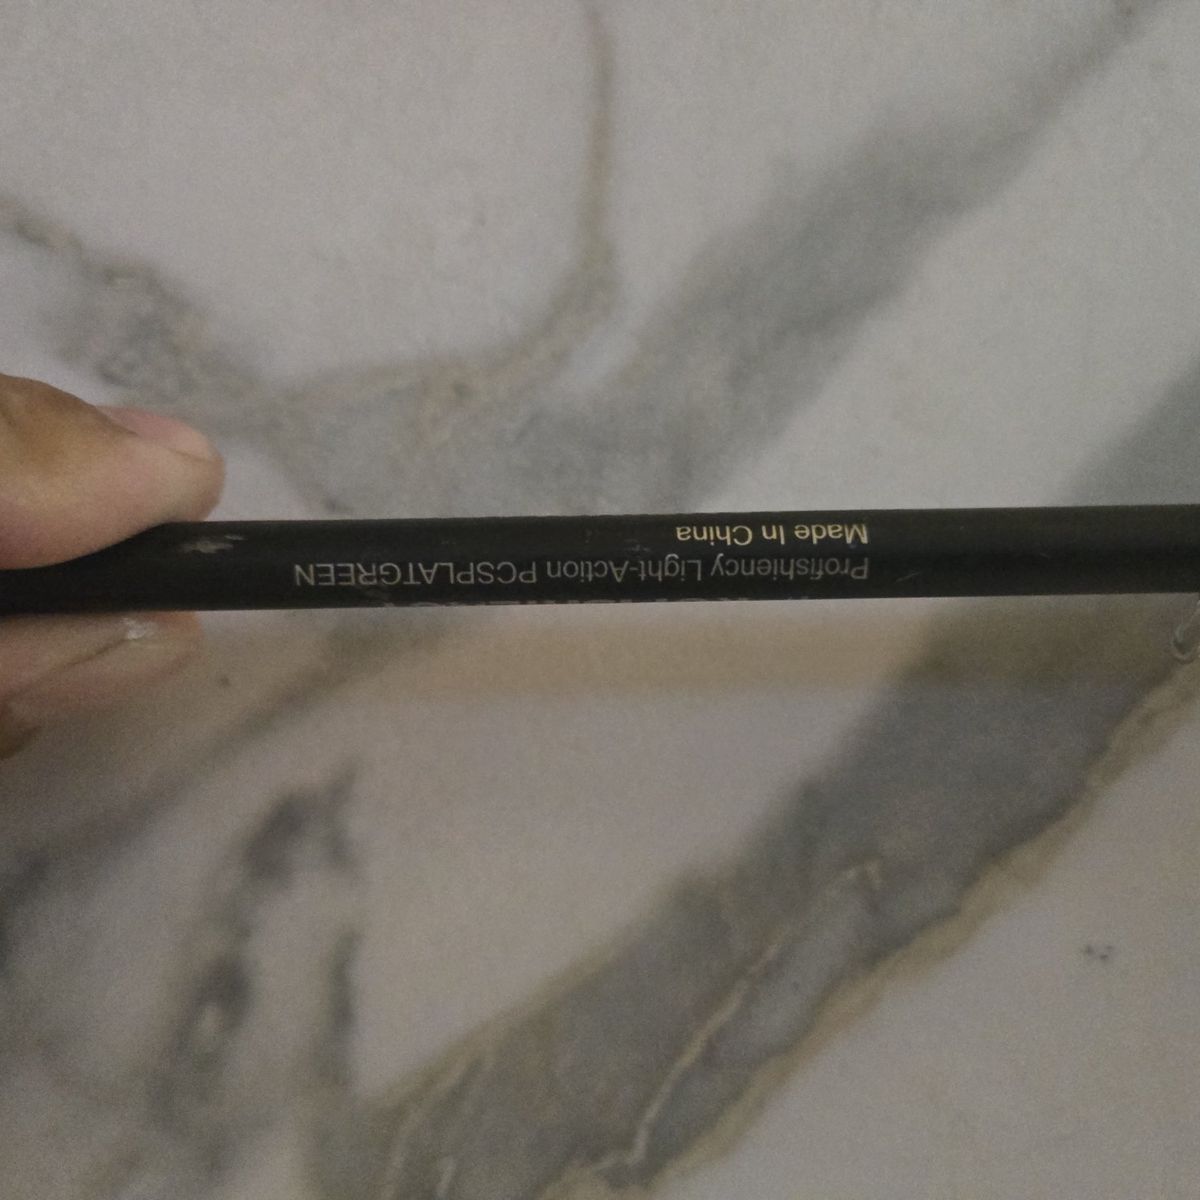 Profishiency Light-Action PCSPLATGREEN
Made In China